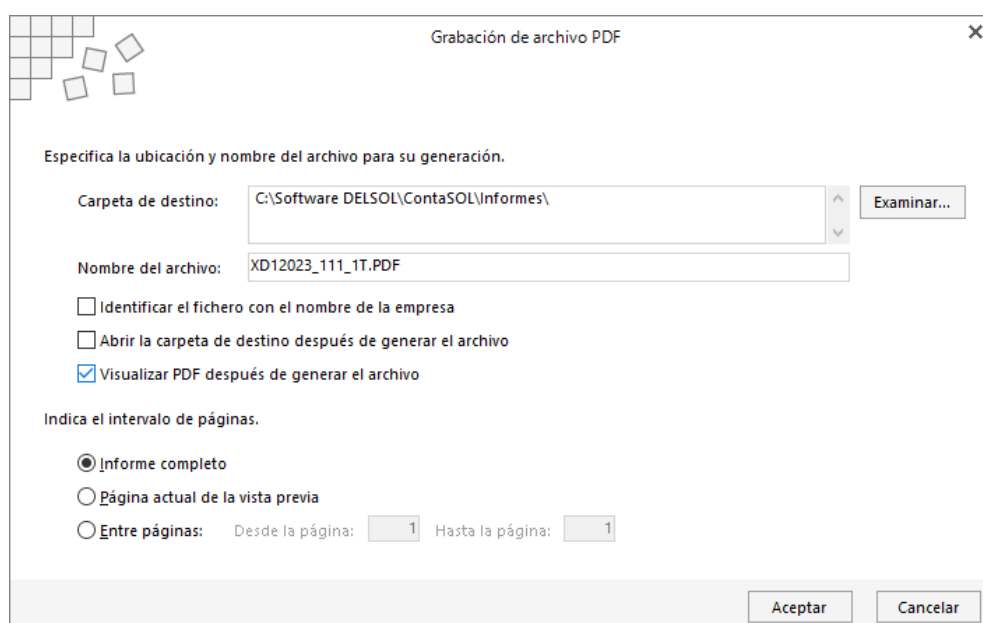 Grabación de archivo PDF
Especifica la ubicación y nombre del archivo para su generación.
Carpeta de destino: C:\Software DELSOL\ContaSOL\Informes\ Examinar...
Nombre del archivo: XD12023_111_1T.PDF
Identificar el fichero con el nombre de la empresa
Abrir la carpeta de destino después de generar el archivo
Visualizar PDF después de generar el archivo
Indica el intervalo de páginas.
Informe completo
Página actual de la vista previa
Entre páginas: Desde la página: 1 Hasta la página: 1
Aceptar Cancelar